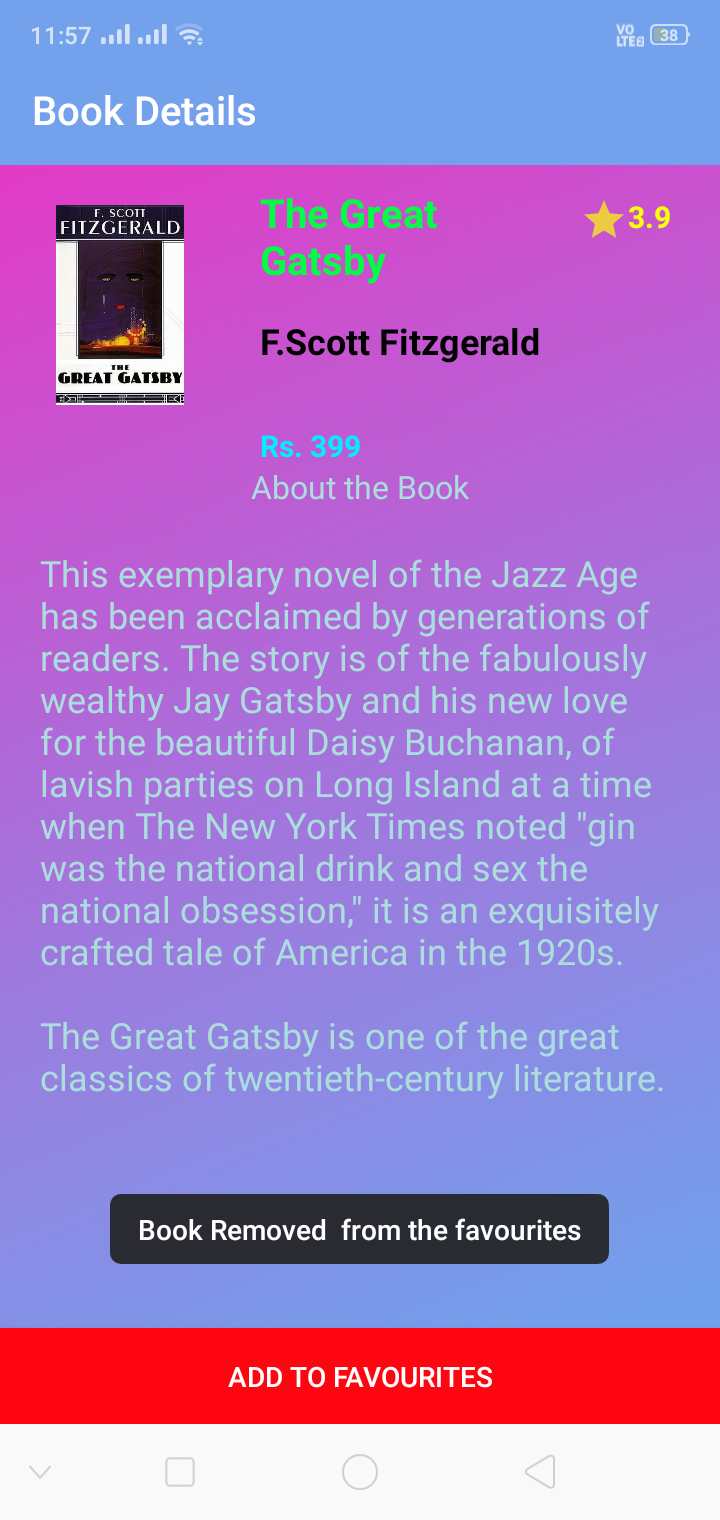 11:57
VO
LTE2
38
Book Details
F. SCOTT
FITZGERALD
THE
GREAT GATSBY
The Great
Gatsby
3.9
F.Scott Fitzgerald
Rs. 399
About the Book
This exemplary novel of the Jazz Age
has been acclaimed by generations of
readers. The story is of the fabulously
wealthy Jay Gatsby and his new love
for the beautiful Daisy Buchanan, of
lavish parties on Long Island at a time
when The New York Times noted "gin
was the national drink and sex the
national obsession," it is an exquisitely
crafted tale of America in the 1920s.
The Great Gatsby is one of the great
classics of twentieth-century literature.
Book Removed  from the favourites
ADD TO FAVOURITES